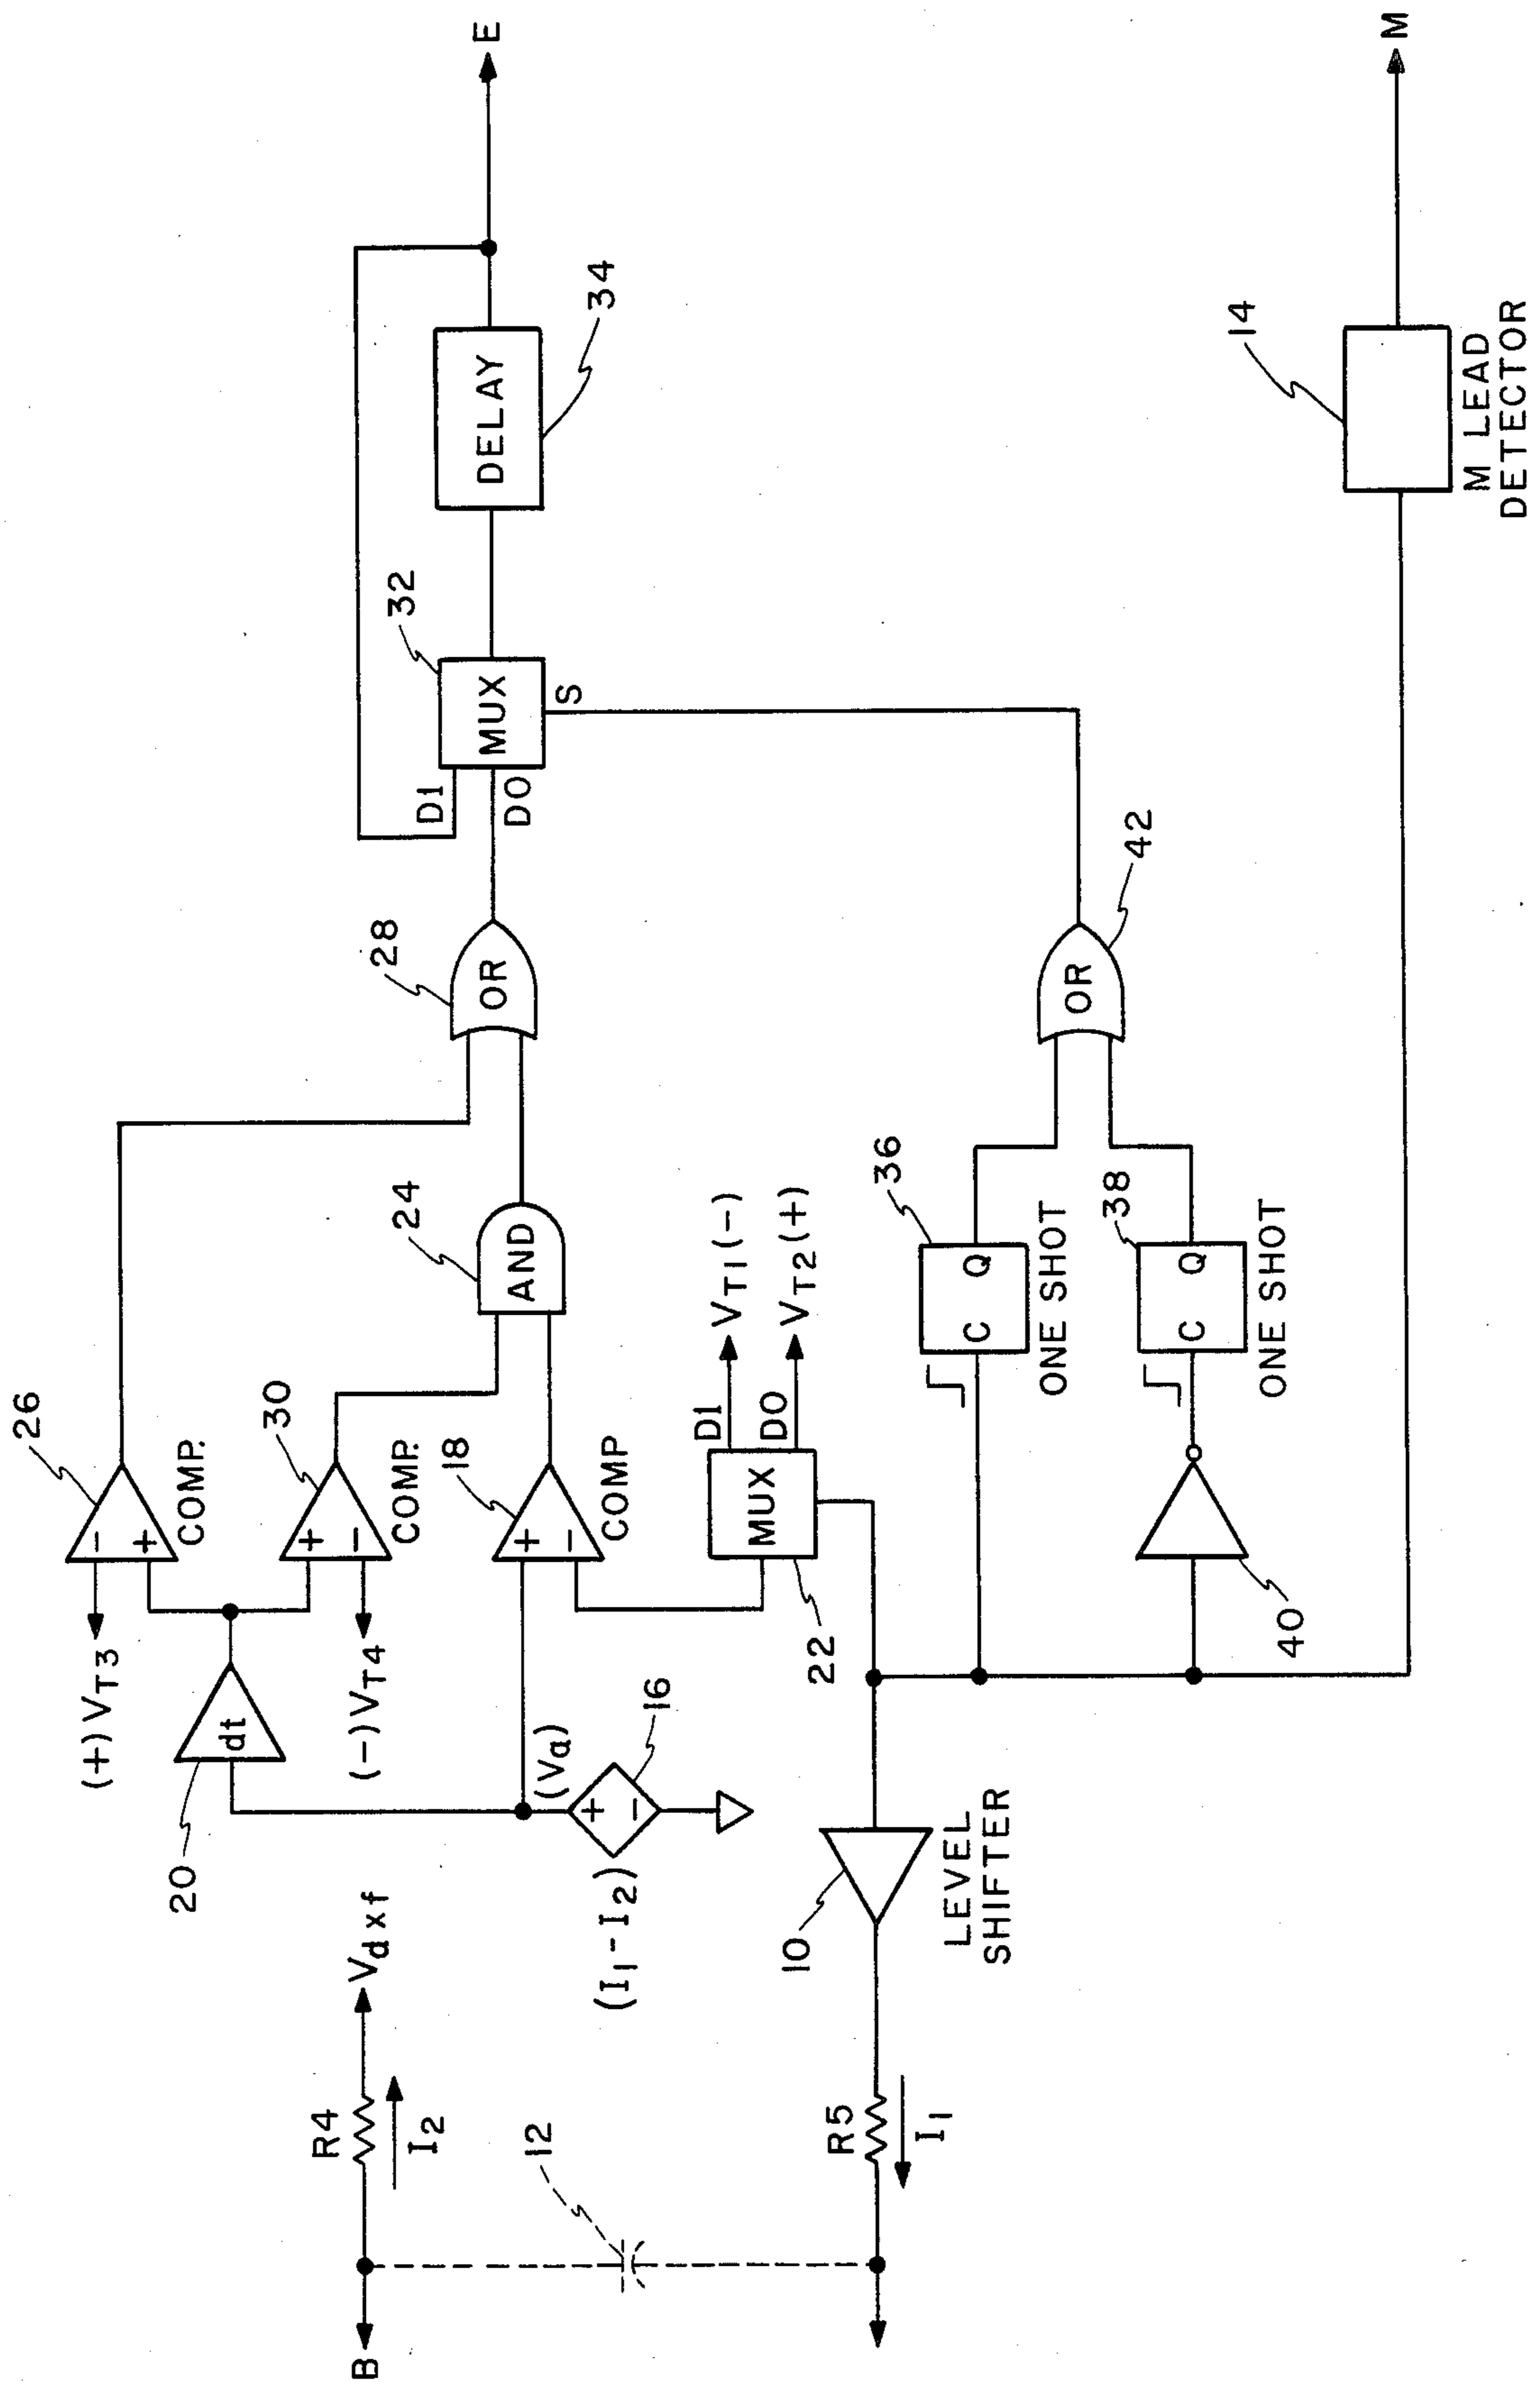 (+) VT3
26
-
+
COMP.
20
dt
30
+
-
COMP.
(-) VT4
18
+
-
COMP
(Va)
+
-
16
(I1-I2)
24
AND
28
OR
D1
D0
MUX
S
32
DELAY
34
E
B
R4
I2
Vdxf
12
R5
I1
10
LEVEL
SHIFTER
22
MUX
D1
D0
VT1 (-)
VT2 (+)
36
C
Q
ONE SHOT
38
C
Q
ONE SHOT
40
OR
42
14
M LEAD
DETECTOR
M